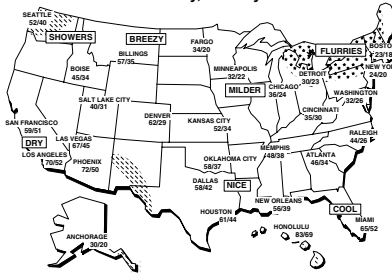 SEATTLE
52/40
SHOWERS
BREEZY
BILLINGS
57/35
FARGO
34/20
FLURRIES
BOSTO
23/18
BOISE
45/34
MINNEAPOLIS
32/22
MILDER
CHICAGO
36/24
DETROIT
30/23
NEW YOR
24/20
SALT LAKE CITY
40/31
WASHINGTON
32/26
DENVER
62/29
KANSAS CITY
52/34
CINCINNATI
35/30
SAN FRANCISCO
59/51
DRY
LAS VEGAS
67/45
RALEIGH
44/26
LOS ANGELES
70/52
PHOENIX
72/50
OKLAHOMA CITY
58/37
MEMPHIS
48/38
ATLANTA
46/34
DALLAS
58/42
NICE
HOUSTON
61/44
NEW ORLEANS
56/39
COOL
MIAMI
65/52
ANCHORAGE
30/20
HONOLULU
83/69